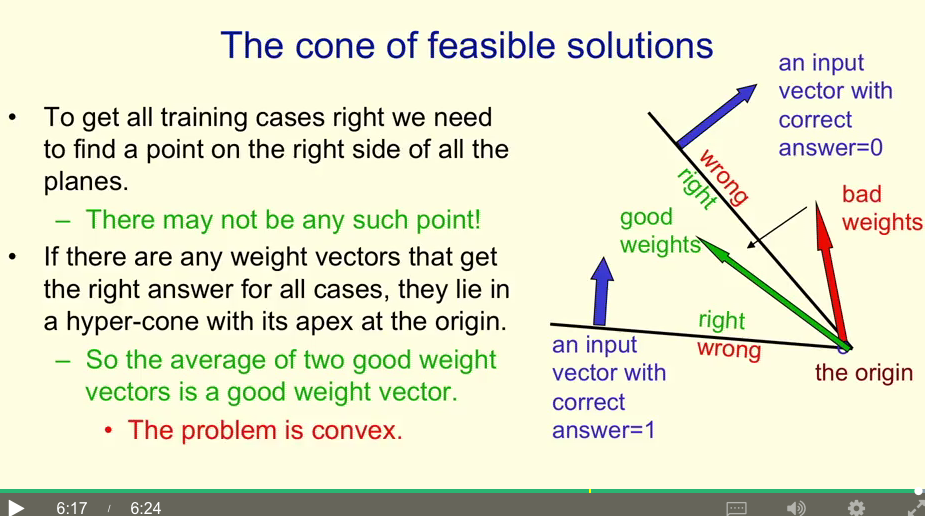 The cone of feasible solutions
• To get all training cases right we need
to find a point on the right side of all the
planes.
– There may not be any such point!
• If there are any weight vectors that get
the right answer for all cases, they lie in
a hyper-cone with its apex at the origin.
– So the average of two good weight
vectors is a good weight vector.
• The problem is convex.
an input
vector with
correct
answer=0
wrong
right
bad
weights
good
weights
right
wrong
the origin
an input
vector with
correct
answer=1
6:17 / 6:24